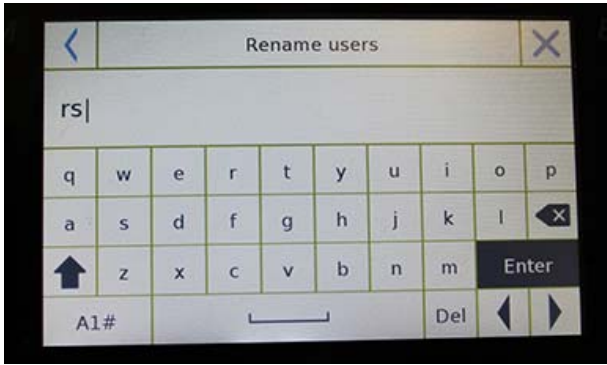 Rename users
rs
q w e r t y u i o p
a s d f g h j k l
z x c v b n m Enter
A1# Del